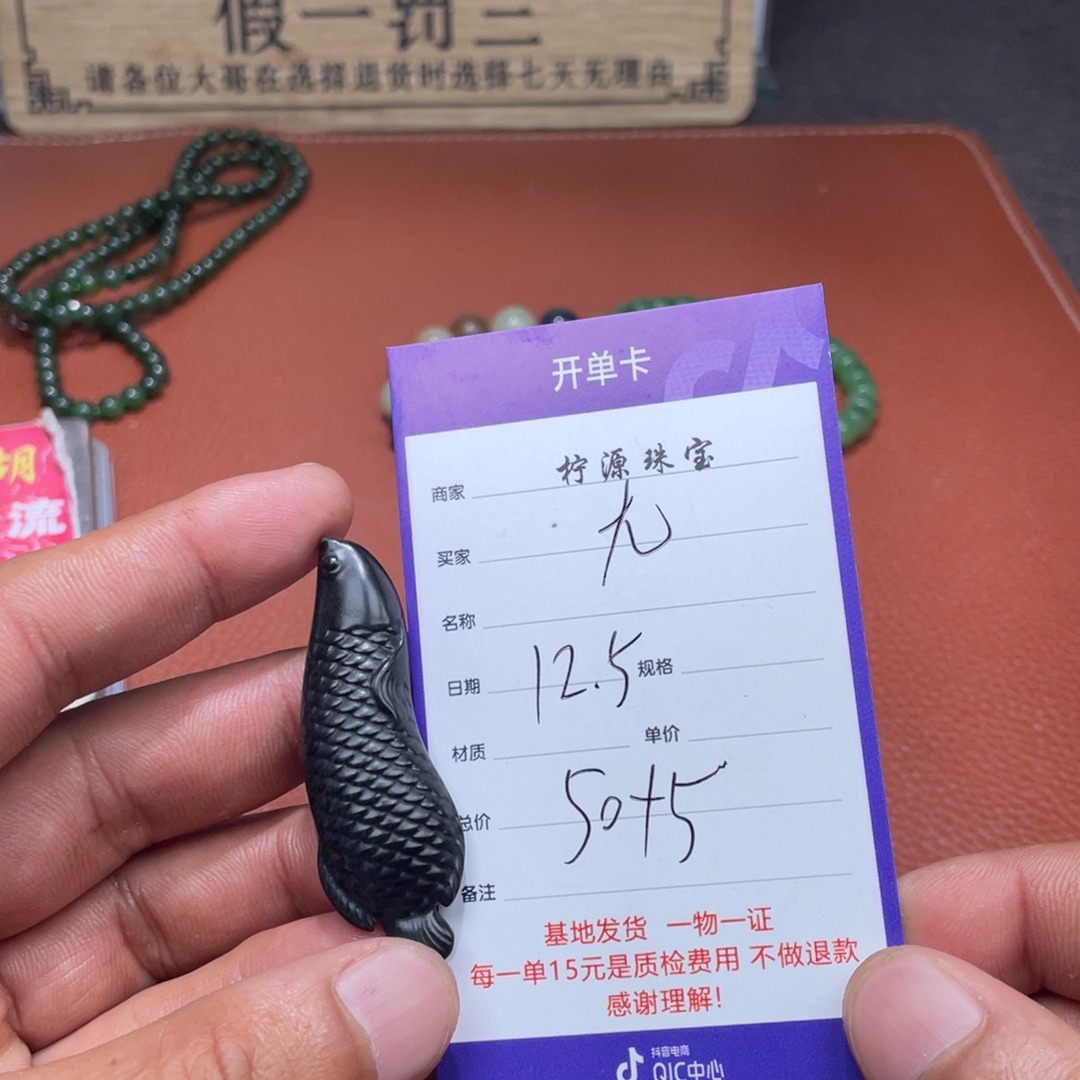 假一罚三
请各位大哥在选择退货时选择七天无理由
胡
流
开单卡
商家 柠源珠宝
买家 九
名称
日期 12.5 规格
材质 单价
总价 50+5
备注
基地发货 一物一证
每一单15元是质检费用 不做退款
感谢理解!
抖音电商
QIC中心